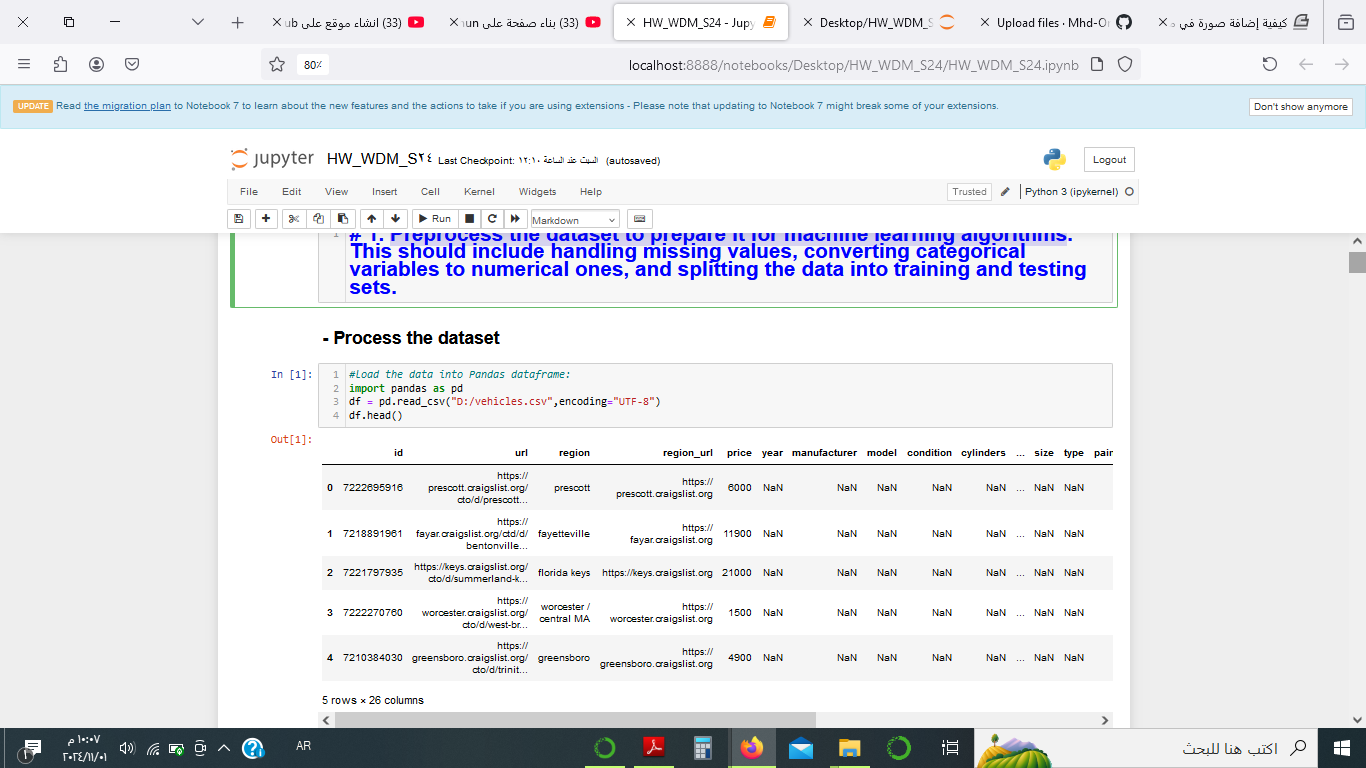 (33) انشاء موقع على ub
(33) بناء صفحة على nun
HW_WDM_S24 - Jupy
Desktop/HW_WDM_S
Upload files · Mhd-Or
كيفية إضافة صورة في م
80%
localhost:8888/notebooks/Desktop/HW_WDM_S24/HW_WDM_S24.ipynb
UPDATE Read the migration plan to Notebook 7 to learn about the new features and the actions to take if you are using extensions - Please note that updating to Notebook 7 might break some of your extensions.
Don't show anymore
jupyter HW_WDM_S٢٤ Last Checkpoint: السبت عند الساعة ١٢:١٠ (autosaved)
Logout
File Edit View Insert Cell Kernel Widgets Help
Trusted Python 3 (ipykernel)
Run Markdown
1 # 1. Preprocess the dataset to prepare it for machine learning algorithms.
This should include handling missing values, converting categorical
variables to numerical ones, and splitting the data into training and testing
sets.
- Process the dataset
In [1]:
1 #Load the data into Pandas dataframe:
2 import pandas as pd
3 df = pd.read_csv("D:/vehicles.csv",encoding="UTF-8")
4 df.head()
Out[1]:
id url region region_url price year manufacturer model condition cylinders ... size type pain
0 7222695916 https://prescott.craigslist.org/cto/d/prescott... prescott https://prescott.craigslist.org 6000 NaN NaN NaN NaN NaN ... NaN NaN
1 7218891961 https://fayar.craigslist.org/ctd/d/bentonville... fayetteville https://fayar.craigslist.org 11900 NaN NaN NaN NaN NaN ... NaN NaN
2 7221797935 https://keys.craigslist.org/cto/d/summerland-k... florida keys https://keys.craigslist.org 21000 NaN NaN NaN NaN NaN ... NaN NaN
3 7222270760 https://worcester.craigslist.org/cto/d/west-br... worcester / central MA https://worcester.craigslist.org 1500 NaN NaN NaN NaN NaN ... NaN NaN
4 7210384030 https://greensboro.craigslist.org/cto/d/trinit... greensboro https://greensboro.craigslist.org 4900 NaN NaN NaN NaN NaN ... NaN NaN
5 rows × 26 columns
١٠:٠٧ م
٢٠٢٤/١١/٠١
AR
اكتب هنا للبحث